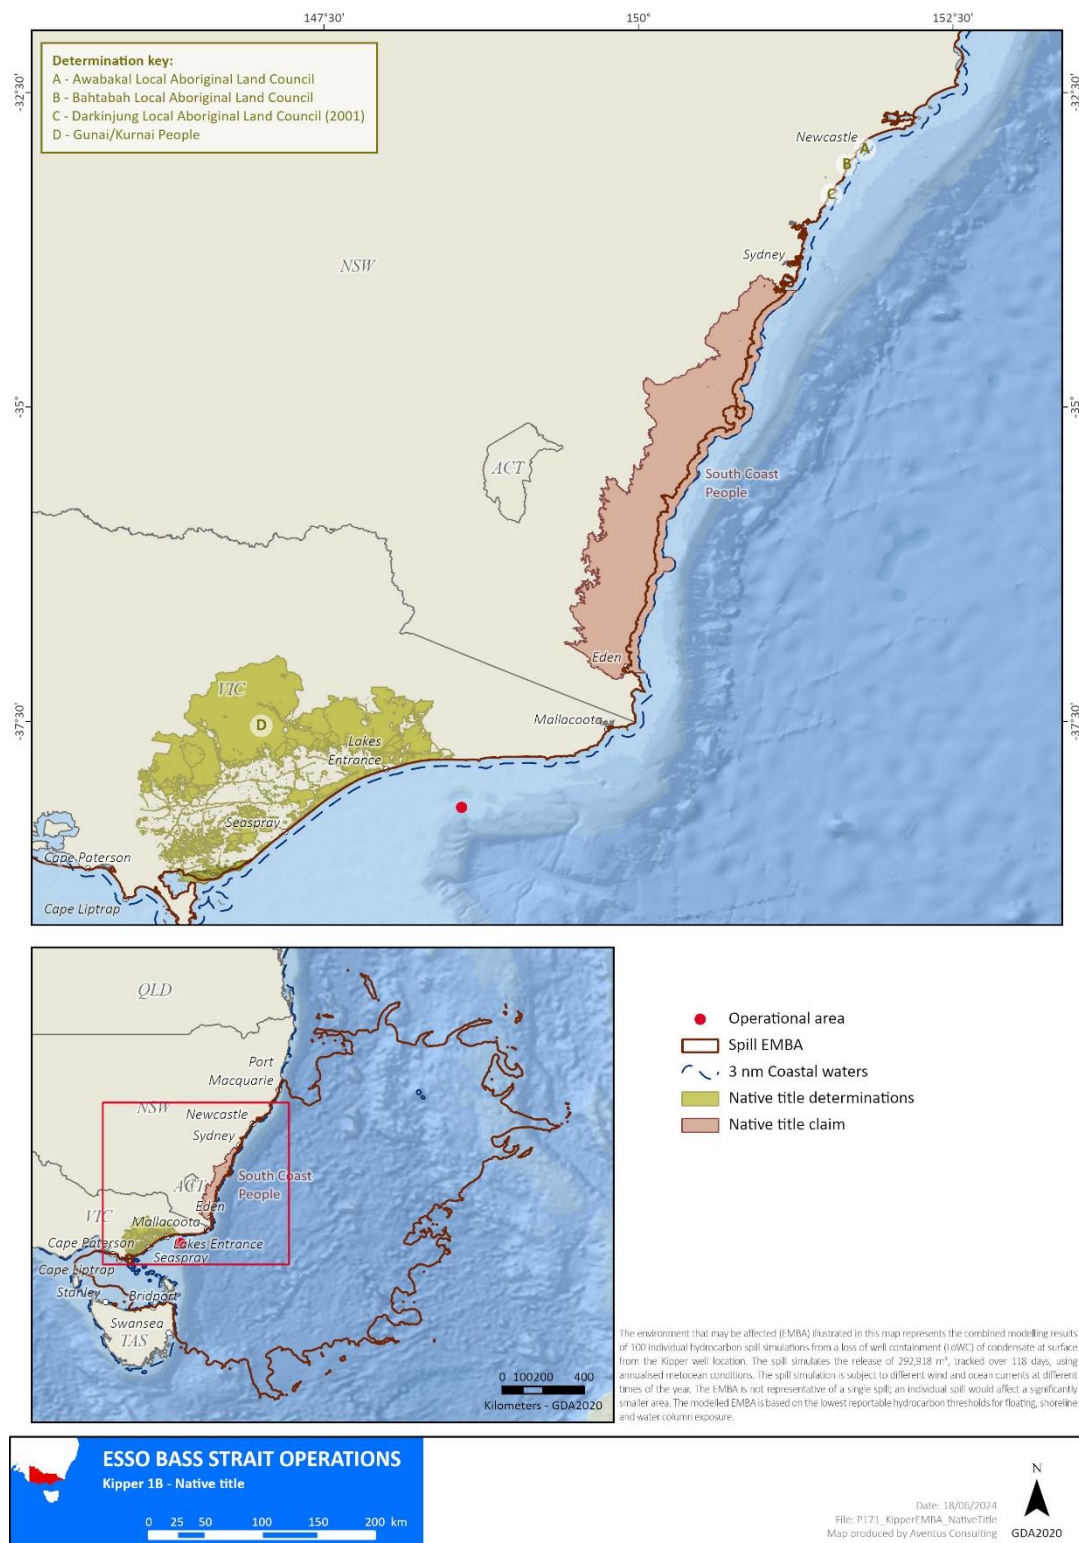 147°30'
150°
152°30'
Determination key:
A - Awabakal Local Aboriginal Land Council
B - Bahtabah Local Aboriginal Land Council
C - Darkinjung Local Aboriginal Land Council (2001)
D - Gunai/Kurnai People
-32°30'
-32°30'
Newcastle
A
B
C
Sydney
NSW
-35°
-35°
ACT
South Coast
People
Eden
VIC
Mallacoota
-37°30'
-37°30'
D
Lakes
Entrance
Seaspray
Cape Paterson
Cape Liptrap
QLD
Port
Macquarie
NSW
Newcastle
Sydney
South Coast
People
ACT
Eden
Mallacoota
VIC
Cape Paterson
Lakes Entrance
Seaspray
Cape Liptrap
Stanley
Bridport
Swansea
TAS
0 100200 400
Kilometers - GDA2020
Operational area
Spill EMBA
3 nm Coastal waters
Native title determinations
Native title claim
The environment that may be affected (EMBA) illustrated in this map represents the combined modelling results
of 100 individual hydrocarbon spill simulations from a loss of well containment (LoWC) of condensate at surface
from the Kipper well location. The spill simulates the release of 292,918 m³, tracked over 118 days, using
annualised metocean conditions. The spill simulation is subject to different wind and ocean currents at different
times of the year. The EMBA is not representative of a single spill; an individual spill would affect a significantly
smaller area. The modelled EMBA is based on the lowest reportable hydrocarbon thresholds for floating, shoreline
and water column exposure.
ESSO BASS STRAIT OPERATIONS
Kipper 1B - Native title
0 25 50 100 150 200 km
N
GDA2020
Date: 18/06/2024
File: P171_KipperEMBA_NativeTitle
Map produced by Aventus Consulting